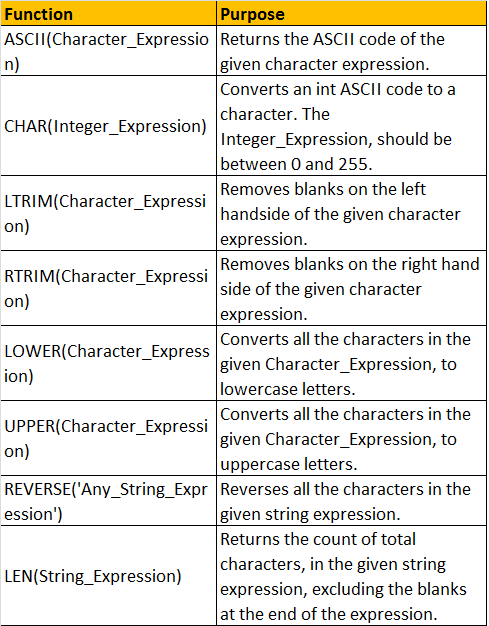 Function Purpose
ASCII(Character_Expressio Returns the ASCII code of the
n) given character expression.
Converts an int ASCII code to a
CHAR(Integer_Expression) character. The
Integer_Expression, should be
between 0 and 255.
Removes blanks on the left
LTRIM(Character_Expressi handside of the given character
on) expression.
Removes blanks on the right hand
RTRIM(Character_Expressi side of the given character
on) expression.
Converts all the characters in the
LOWER(Character_Express given Character_Expression, to
ion) lowercase letters.
Converts all the characters in the
UPPER(Character_Expressi given Character_Expression, to
on) uppercase letters.
REVERSE('Any_String_Expr Reverses all the characters in the
ession') given string expression.
Returns the count of total
LEN(String_Expression) characters, in the given string
expression, excluding the blanks
at the end of the expression.